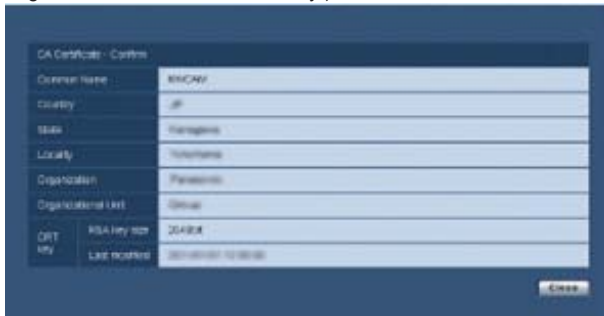 CA Certificate - Confirm
Common Name
Country JP
State Kanagawa
Locality Yokohama
Organization Panasonic
Organizational Unit Group
CRT key RSA key size 2048bit
Last modified
Close